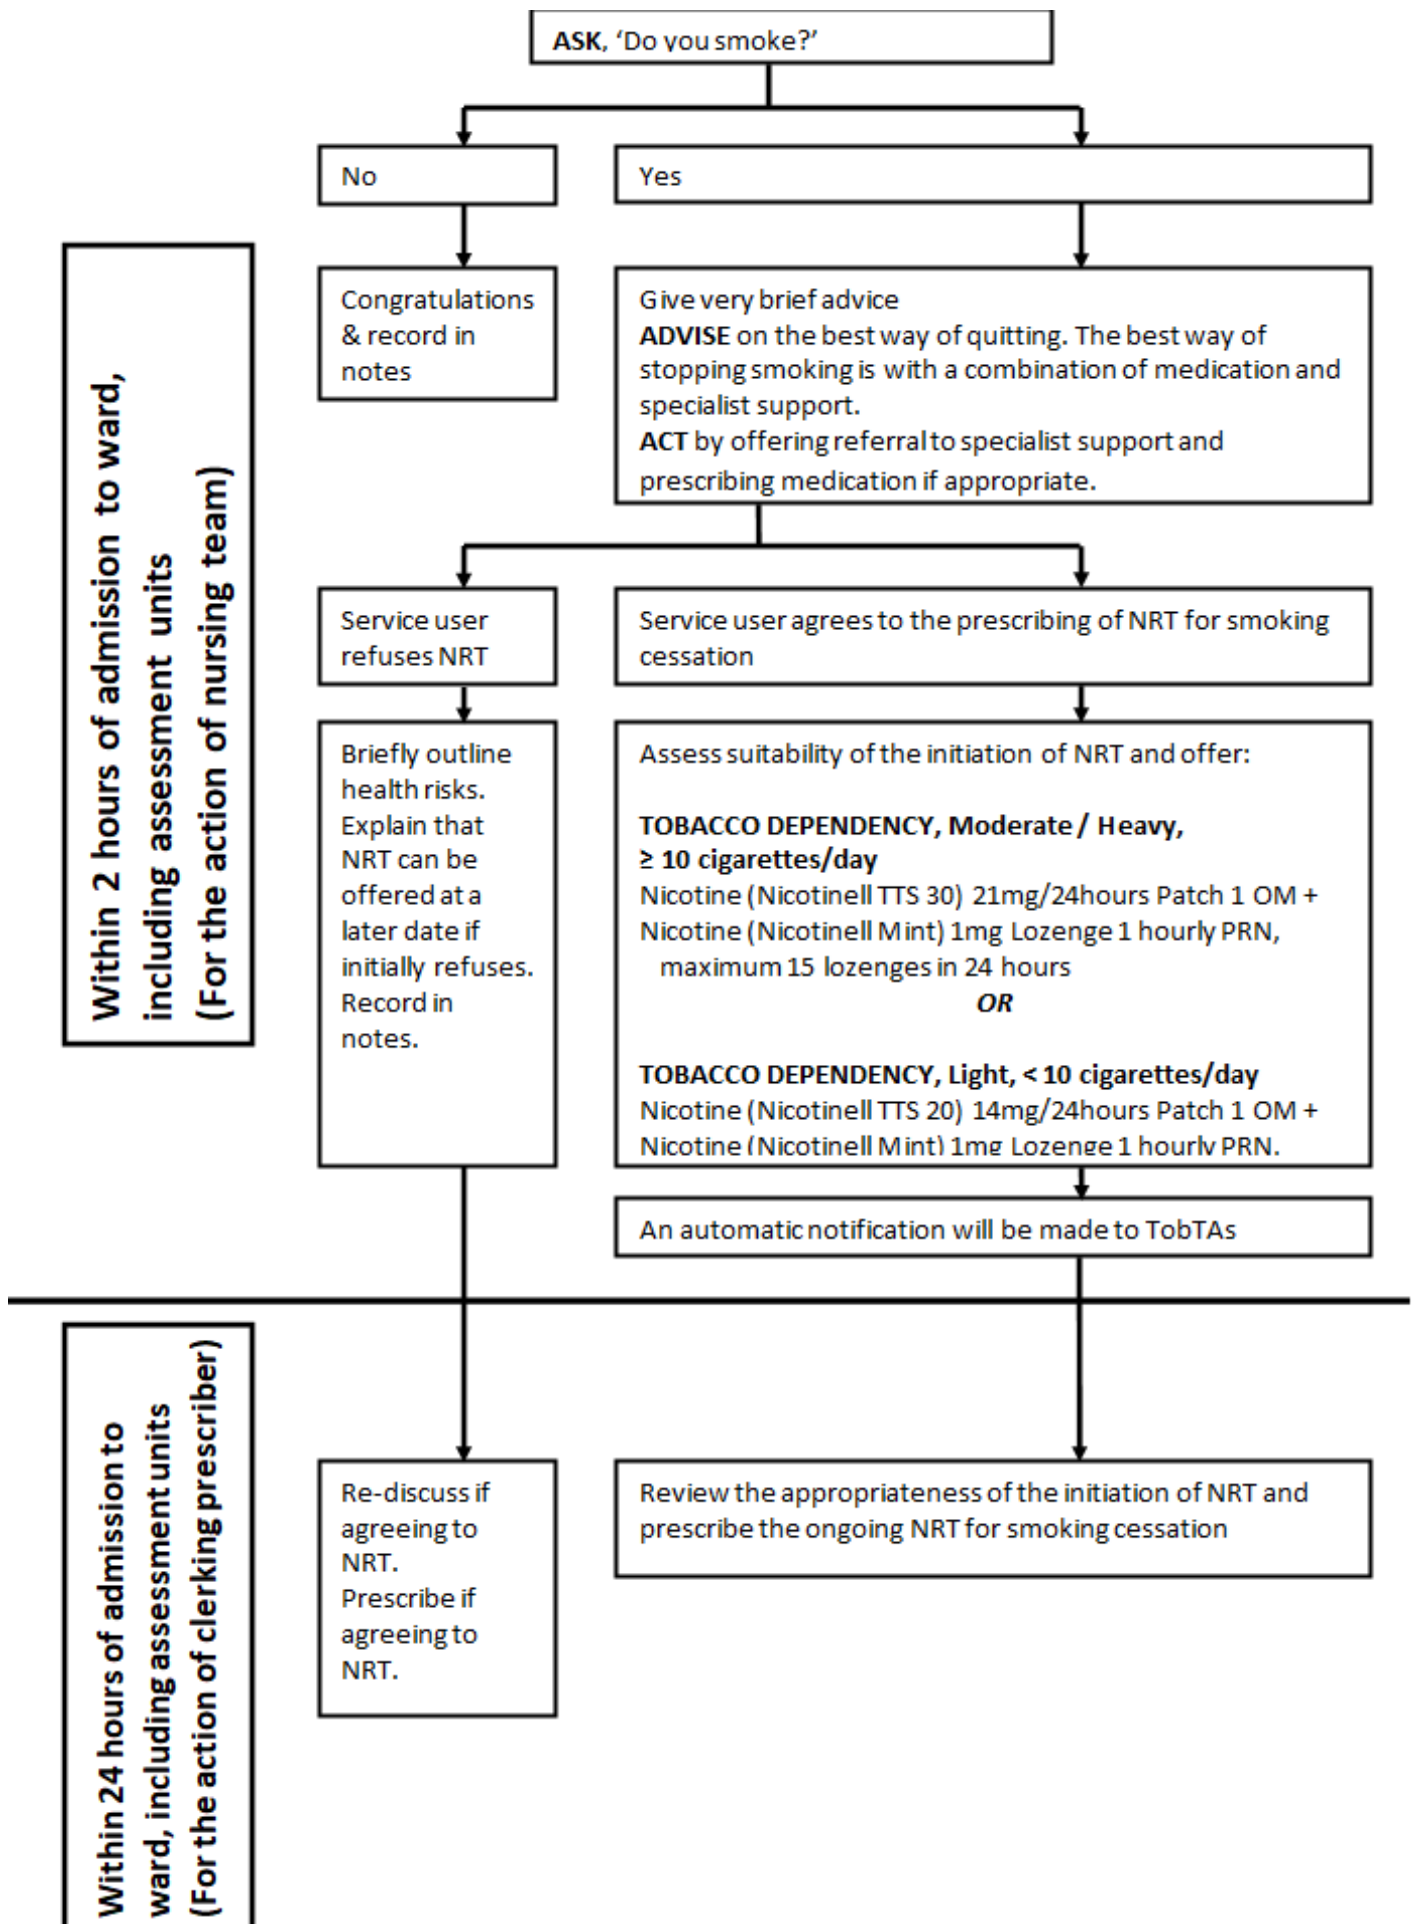 ASK, ‘Do you smoke?’
No
Yes
Within 2 hours of admission to ward,
including assessment units
(For the action of nursing team)
Congratulations
& record in
notes
Give very brief advice
ADVISE on the best way of quitting. The best way of
stopping smoking is with a combination of medication and
specialist support.
ACT by offering referral to specialist support and
prescribing medication if appropriate.
Service user
refuses NRT
Service user agrees to the prescribing of NRT for smoking
cessation
Briefly outline
health risks.
Explain that
NRT can be
offered at a
later date if
initially refuses.
Record in
notes.
Assess suitability of the initiation of NRT and offer:
TOBACCO DEPENDENCY, Moderate / Heavy,
≥ 10 cigarettes/day
Nicotine (Nicotinell TTS 30) 21mg/24hours Patch 1 OM +
Nicotine (Nicotinell Mint) 1mg Lozenge 1 hourly PRN,
maximum 15 lozenges in 24 hours
OR
TOBACCO DEPENDENCY, Light, < 10 cigarettes/day
Nicotine (Nicotinell TTS 20) 14mg/24hours Patch 1 OM +
Nicotine (Nicotinell Mint) 1mg Lozenge 1 hourly PRN.
An automatic notification will be made to TobTAs
Within 24 hours of admission to
ward, including assessment units
(For the action of clerking prescriber)
Re-discuss if
agreeing to
NRT.
Prescribe if
agreeing to
NRT.
Review the appropriateness of the initiation of NRT and
prescribe the ongoing NRT for smoking cessation